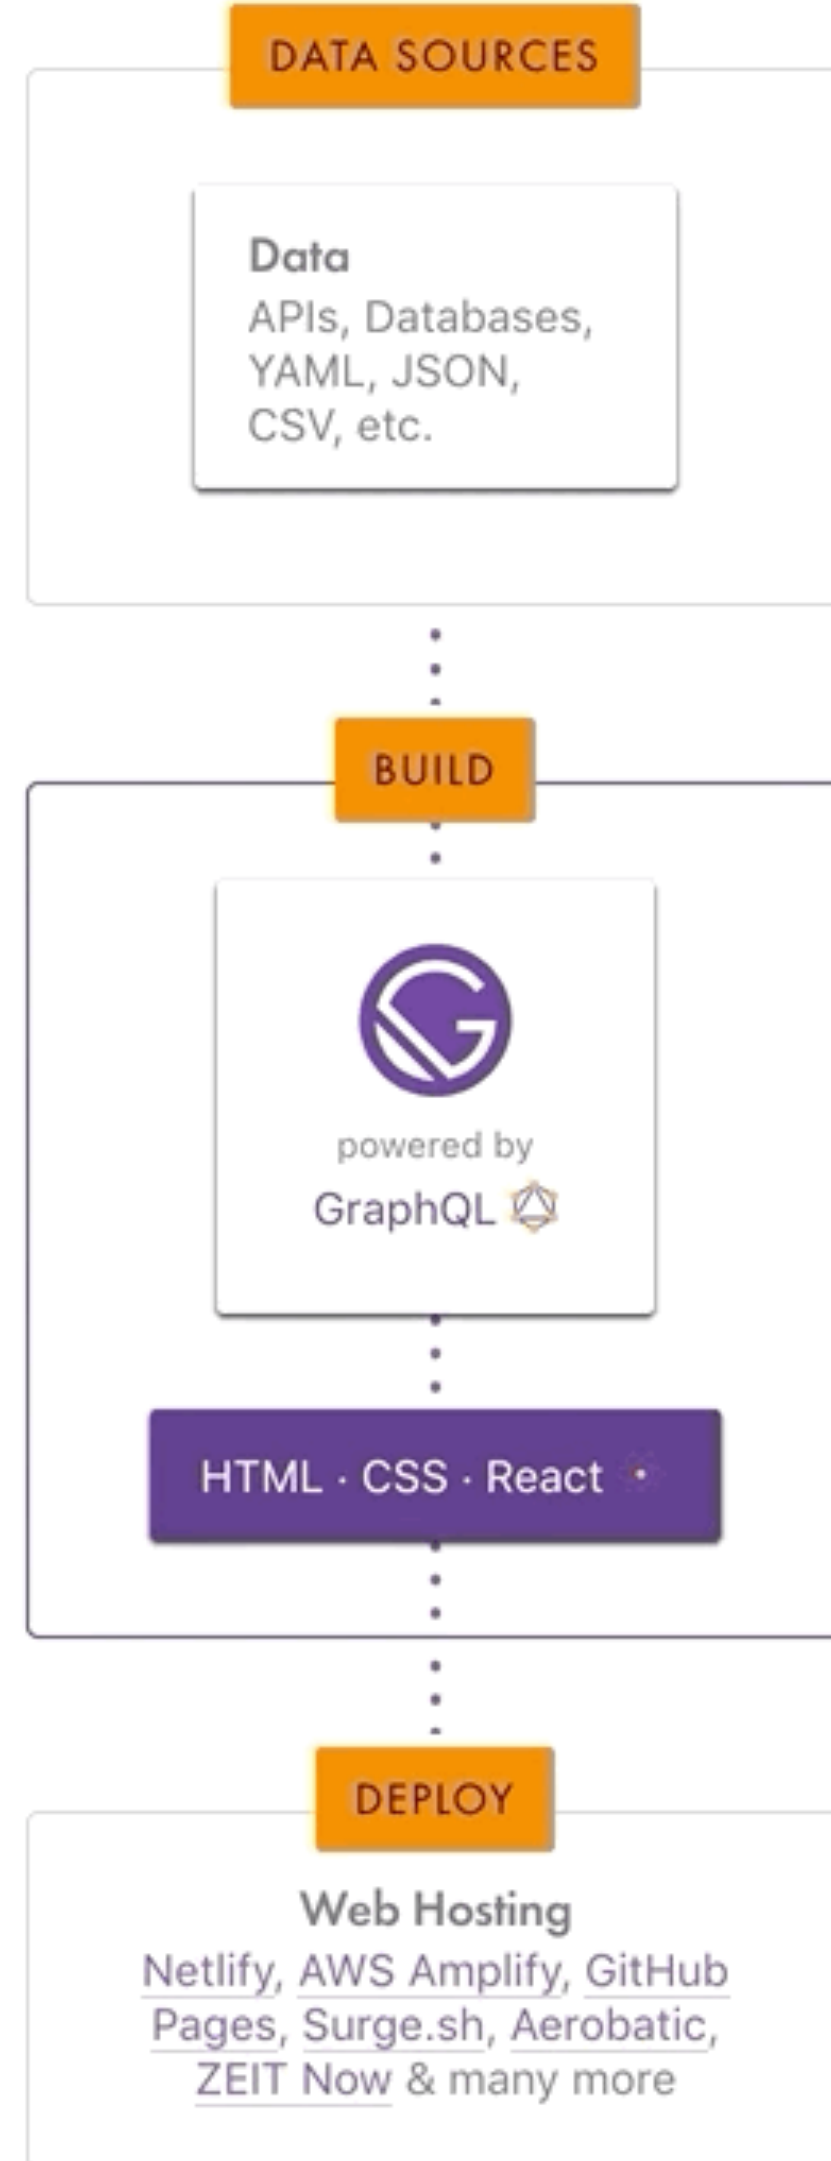 DATA SOURCES
Data
APIs, Databases,
YAML, JSON,
CSV, etc.
BUILD
powered by
GraphQL
HTML · CSS · React
DEPLOY
Web Hosting
Netlify, AWS Amplify, GitHub
Pages, Surge.sh, Aerobatic,
ZEIT Now & many more